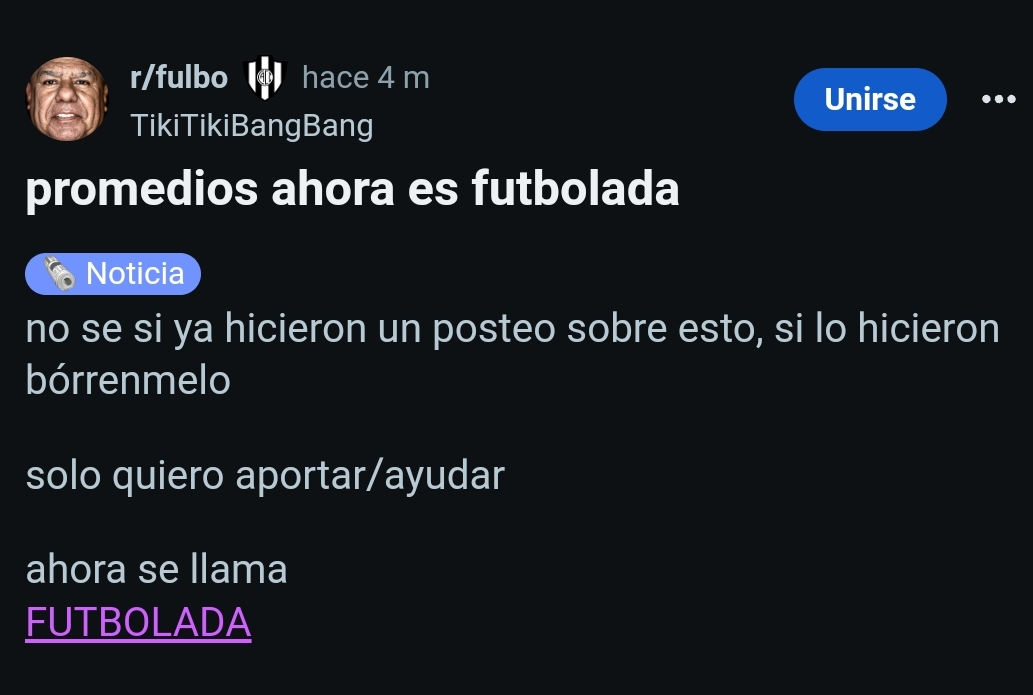 r/fulbo hace 4 m
TikiTikiBangBang
Unirse
promedios ahora es futbolada
Noticia
no se si ya hicieron un posteo sobre esto, si lo hicieron
bórrenmelo
solo quiero aportar/ayudar
ahora se llama
FUTBOLADA